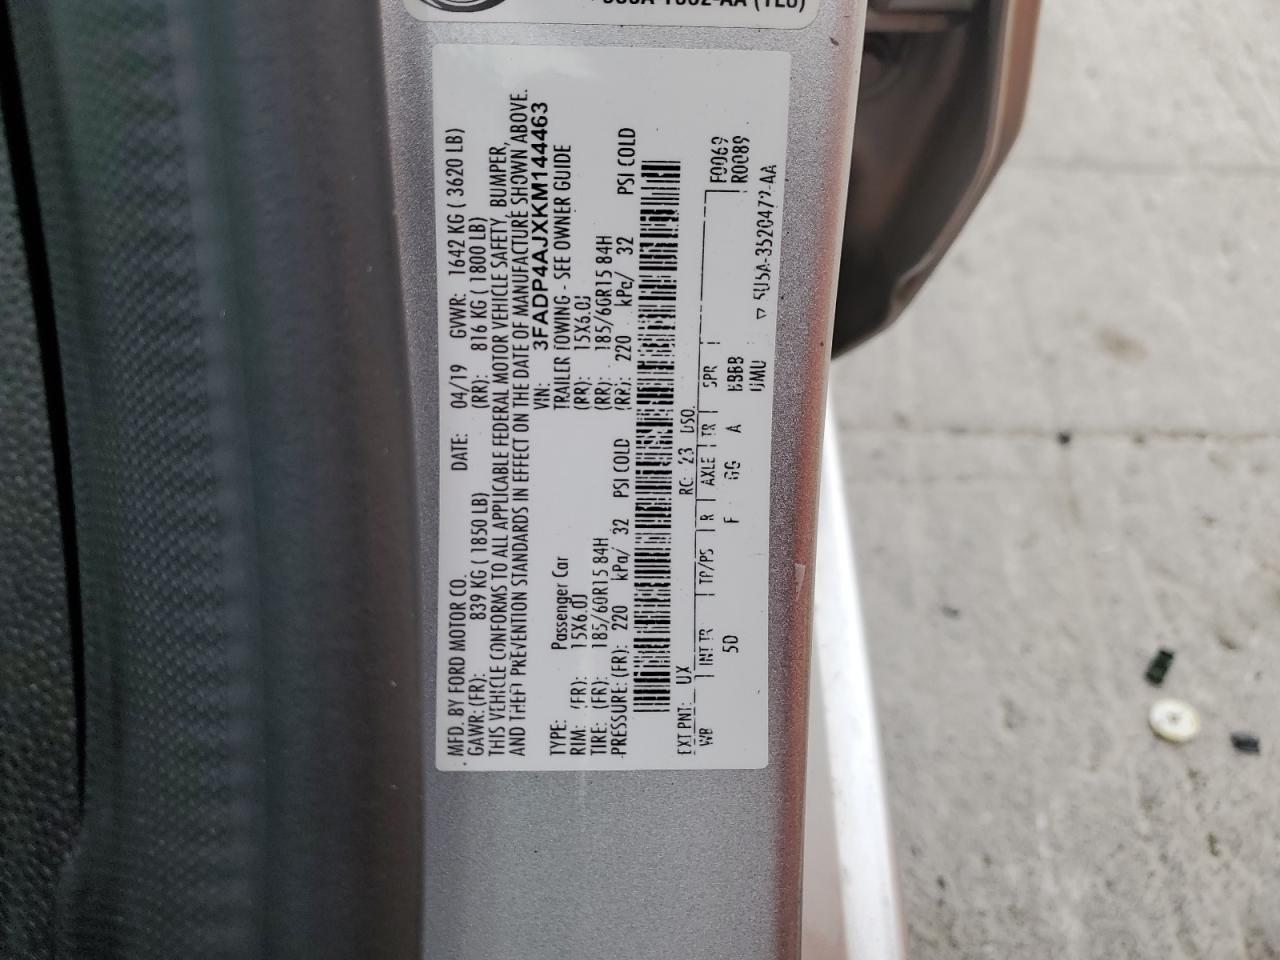 MFD. BY FORD MOTOR CO. DATE: 04/19 GVWR: 1642 KG ( 3620 LB)
GAWR: (FR): 839 KG ( 1850 LB) (RR): 816 KG ( 1800 LB)
THIS VEHICLE CONFORMS TO ALL APPLICABLE FEDERAL MOTOR VEHICLE SAFETY, BUMPER,
AND THEFT PREVENTION STANDARDS IN EFFECT ON THE DATE OF MANUFACTURE SHOWN ABOVE.
VIN: 3FADP4AJXKM144463
TYPE: Passenger Car TRAILER TOWING - SEE OWNER GUIDE
RIM: (FR): 15X6.0J (RR): 15X6.0J
TIRE: (FR): 185/60R15 84H (RR): 185/60R15 84H
PRESSURE: (FR): 220 kPa/ 32 PSI COLD (RR): 220 kPa/ 32 PSI COLD
EXT PNT: UX RC: 23 DSO:
WB INT TR TP/PS R AXLE TR SPR F0069
5D F GG A BBBB R0089
UMU